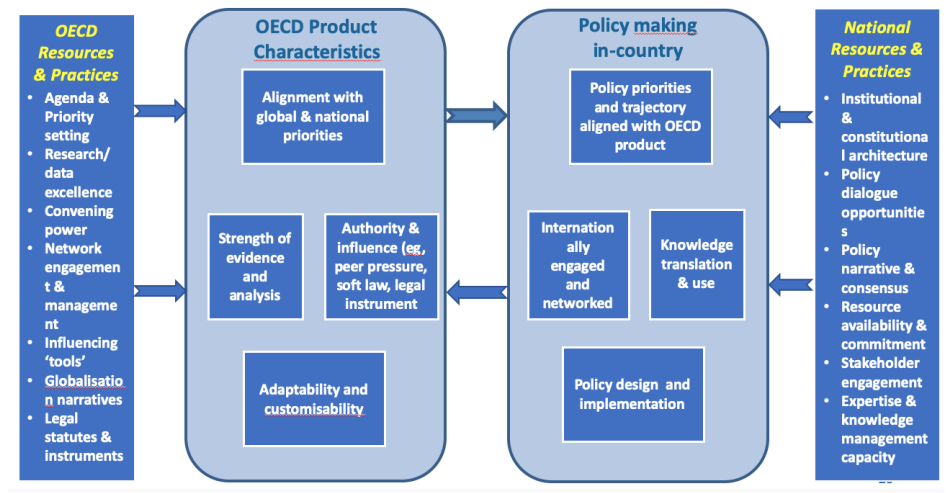 OECD
Resources
& Practices
• Agenda &
Priority
setting
• Research/
data
excellence
• Convening
power
• Network
engagemen
t &
manageme
nt
• Influencing
‘tools’
• Globalisatio
n narratives
• Legal
statutes &
instruments
OECD Product
Characteristics
Alignment with
global & national
priorities
Strength of
evidence
and
analysis
Authority &
influence (eg,
peer pressure,
soft law, legal
instrument
Adaptability and
customisability
Policy making
in-country
Policy priorities
and trajectory
aligned with OECD
product
Internation
ally
engaged
and
networked
Knowledge
translation
& use
Policy design and
implementation
National
Resources &
Practices
• Institutional
&
constitutiona
l architecture
• Policy
dialogue
opportunitie
s
• Policy
narrative &
consensus
• Resource
availability &
commitment
• Stakeholder
engagement
• Expertise &
knowledge
management
capacity